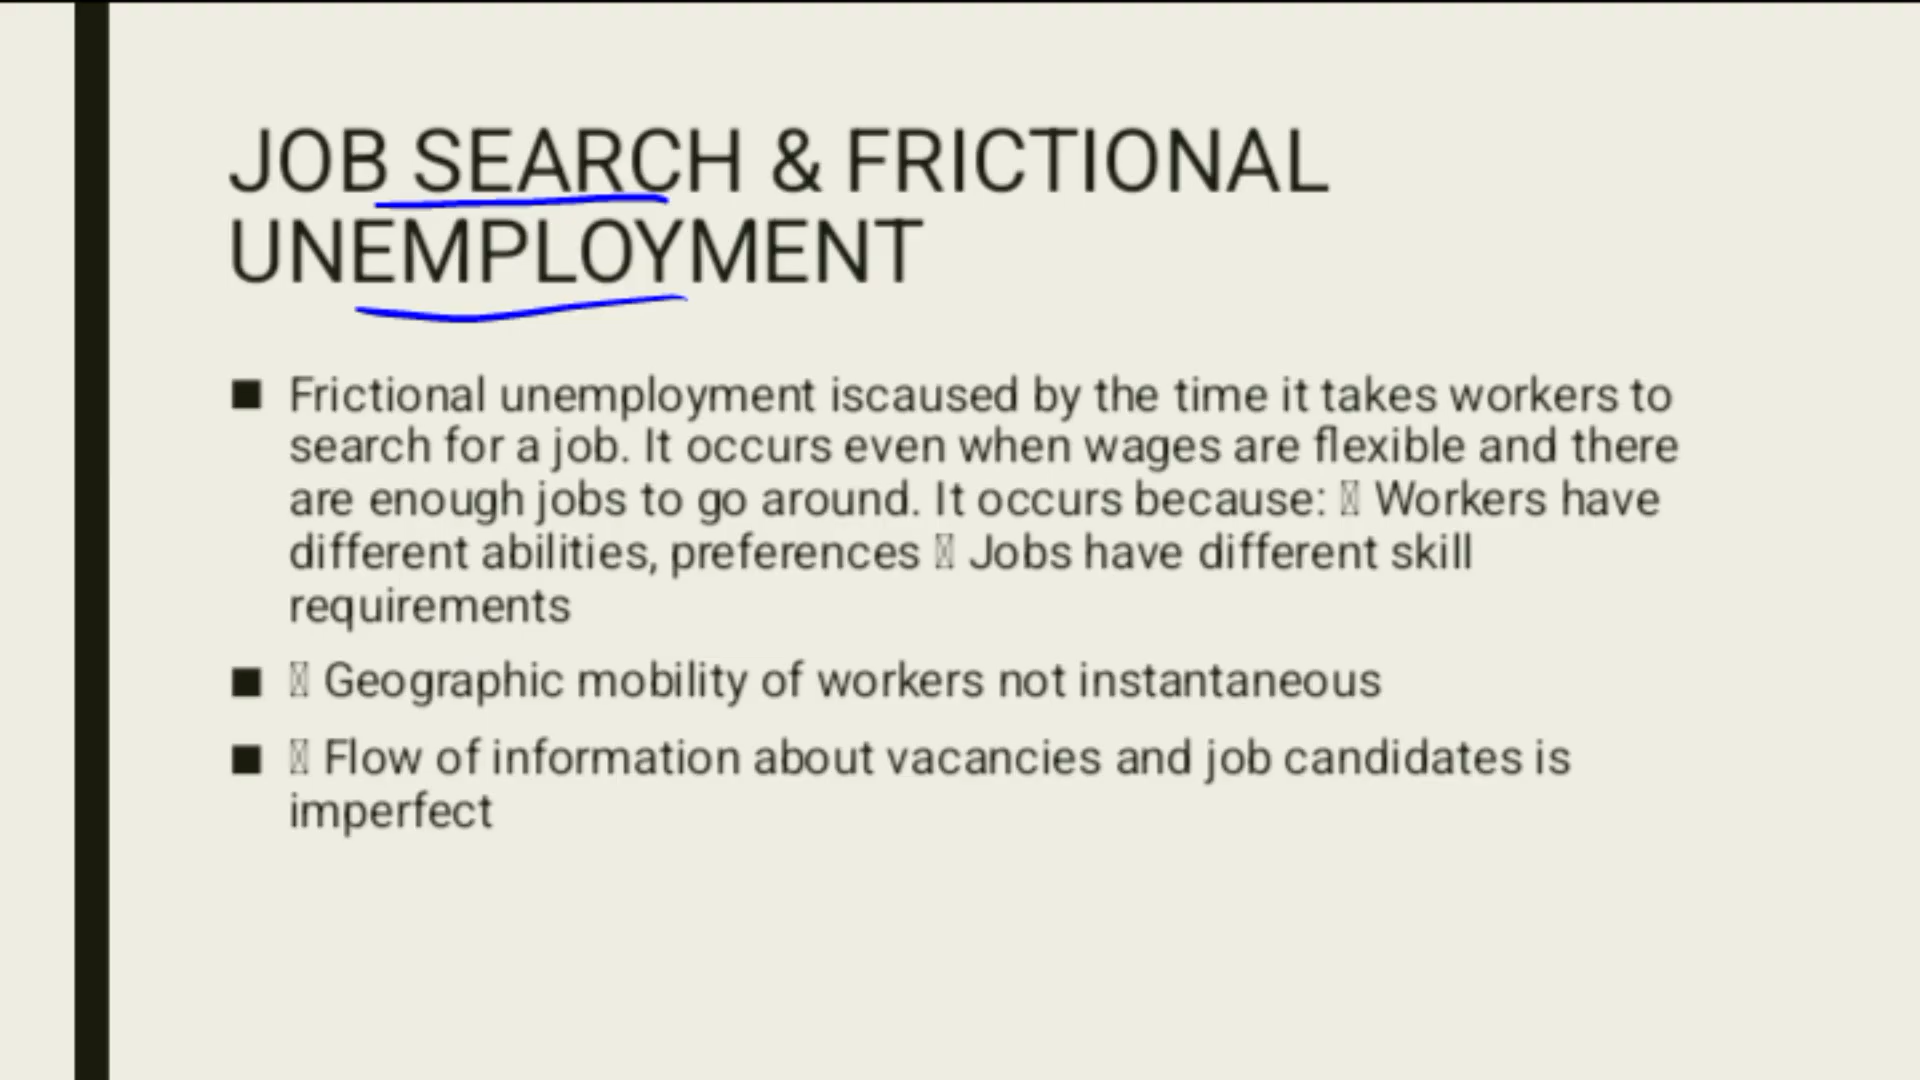 JOB SEARCH & FRICTIONAL
UNEMPLOYMENT
■ Frictional unemployment iscaused by the time it takes workers to
search for a job. It occurs even when wages are flexible and there
are enough jobs to go around. It occurs because:  Workers have
different abilities, preferences  Jobs have different skill
requirements
■  Geographic mobility of workers not instantaneous
■  Flow of information about vacancies and job candidates is
imperfect